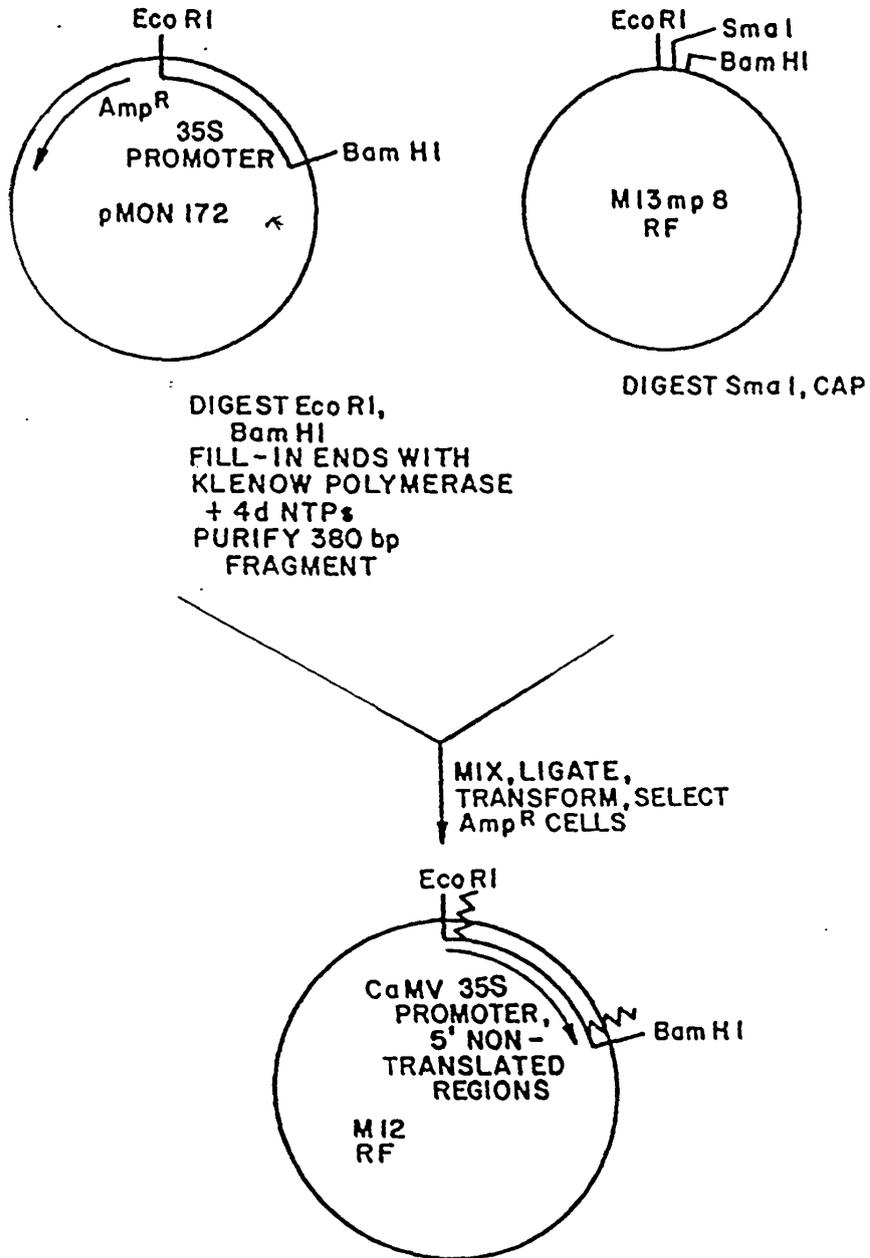 Eco RI
Amp R
35S
PROMOTER
Bam HI
pMON 172
Eco RI
Sma I
Bam HI
M13mp 8
RF
DIGEST Sma I, CAP
DIGEST Eco RI,
Bam HI
FILL-IN ENDS WITH
KLENOW POLYMERASE
+ 4d NTPs
PURIFY 380 bp
FRAGMENT
MIX, LIGATE,
TRANSFORM, SELECT
Amp R CELLS
Eco RI
CaMV 35S
PROMOTER,
5' NON-
TRANSLATED
REGIONS
Bam HI
M12
RF